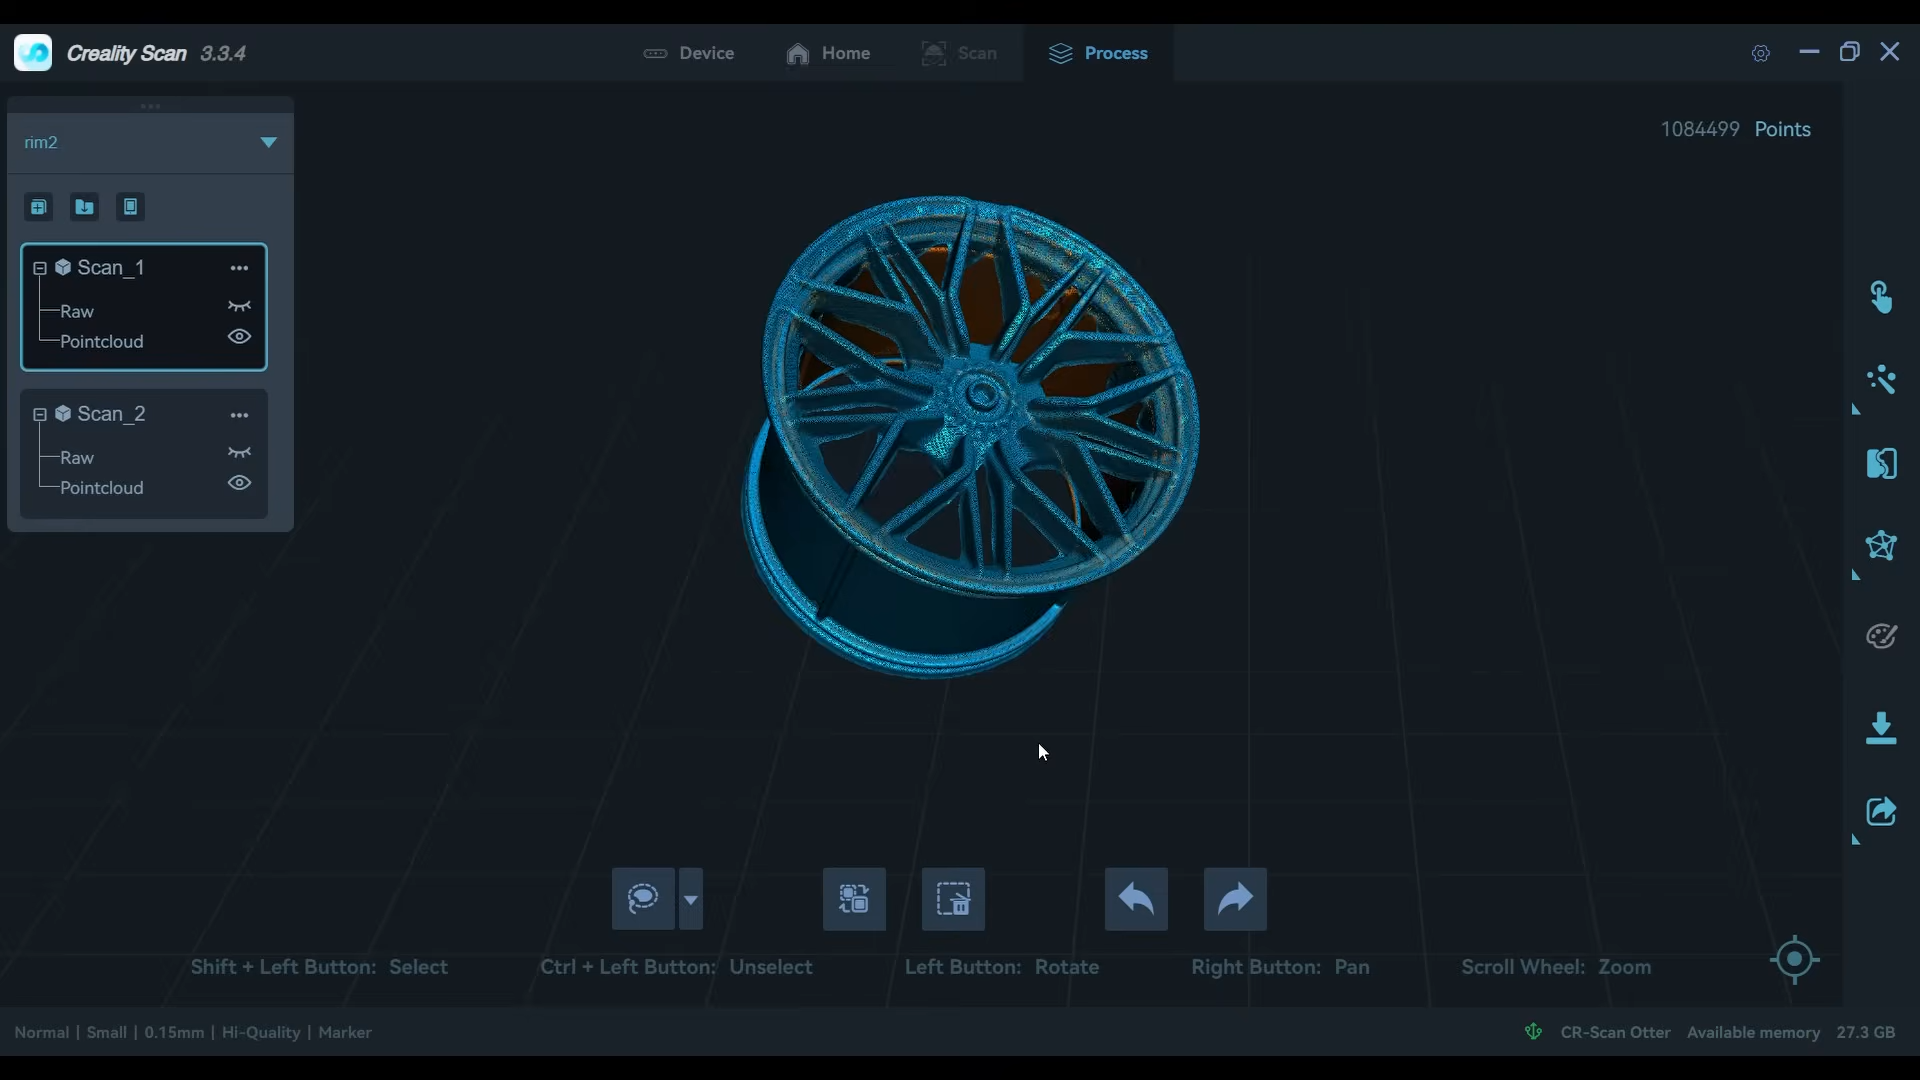 Creality Scan 3.3.4
Device
Home
Scan
Process
rim2
1084499 Points
Scan_1
Raw
Pointcloud
Scan_2
Raw
Pointcloud
Shift + Left Button: Select
Ctrl + Left Button: Unselect
Left Button: Rotate
Right Button: Pan
Scroll Wheel: Zoom
Normal | Small | 0.15mm | Hi-Quality | Marker
CR-Scan Otter Available memory 27.3 GB